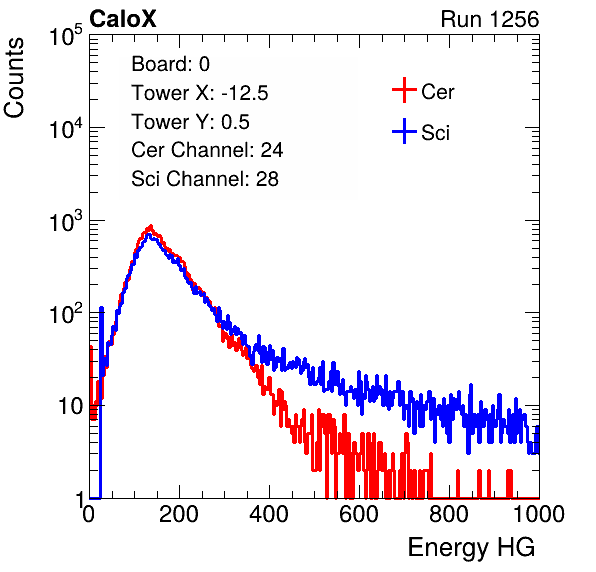 CaloX Run 1256
Counts
Board: 0
Tower X: -12.5
Tower Y: 0.5
Cer Channel: 24
Sci Channel: 28
Cer
Sci
10^5
10^4
10^3
10^2
10
1
0 200 400 600 800 1000
Energy HG